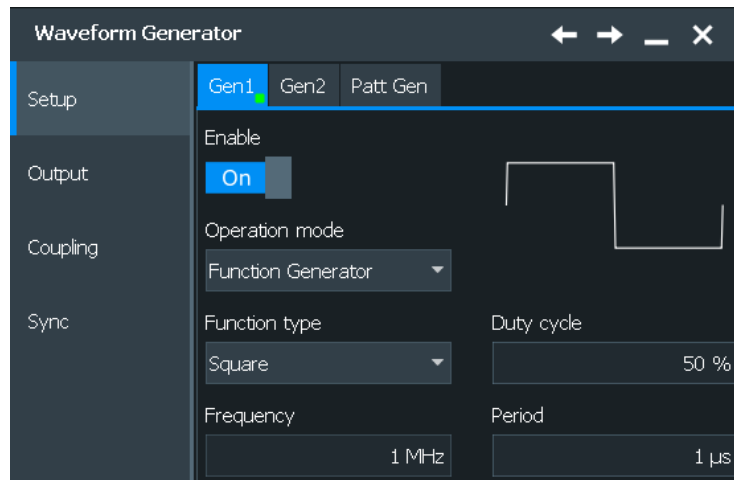 Waveform Generator
Setup
Output
Coupling
Sync
Gen1 Gen2 Patt Gen
Enable
On
Operation mode
Function Generator
Function type Duty cycle
Square 50 %
Frequency Period
1 MHz 1 µs